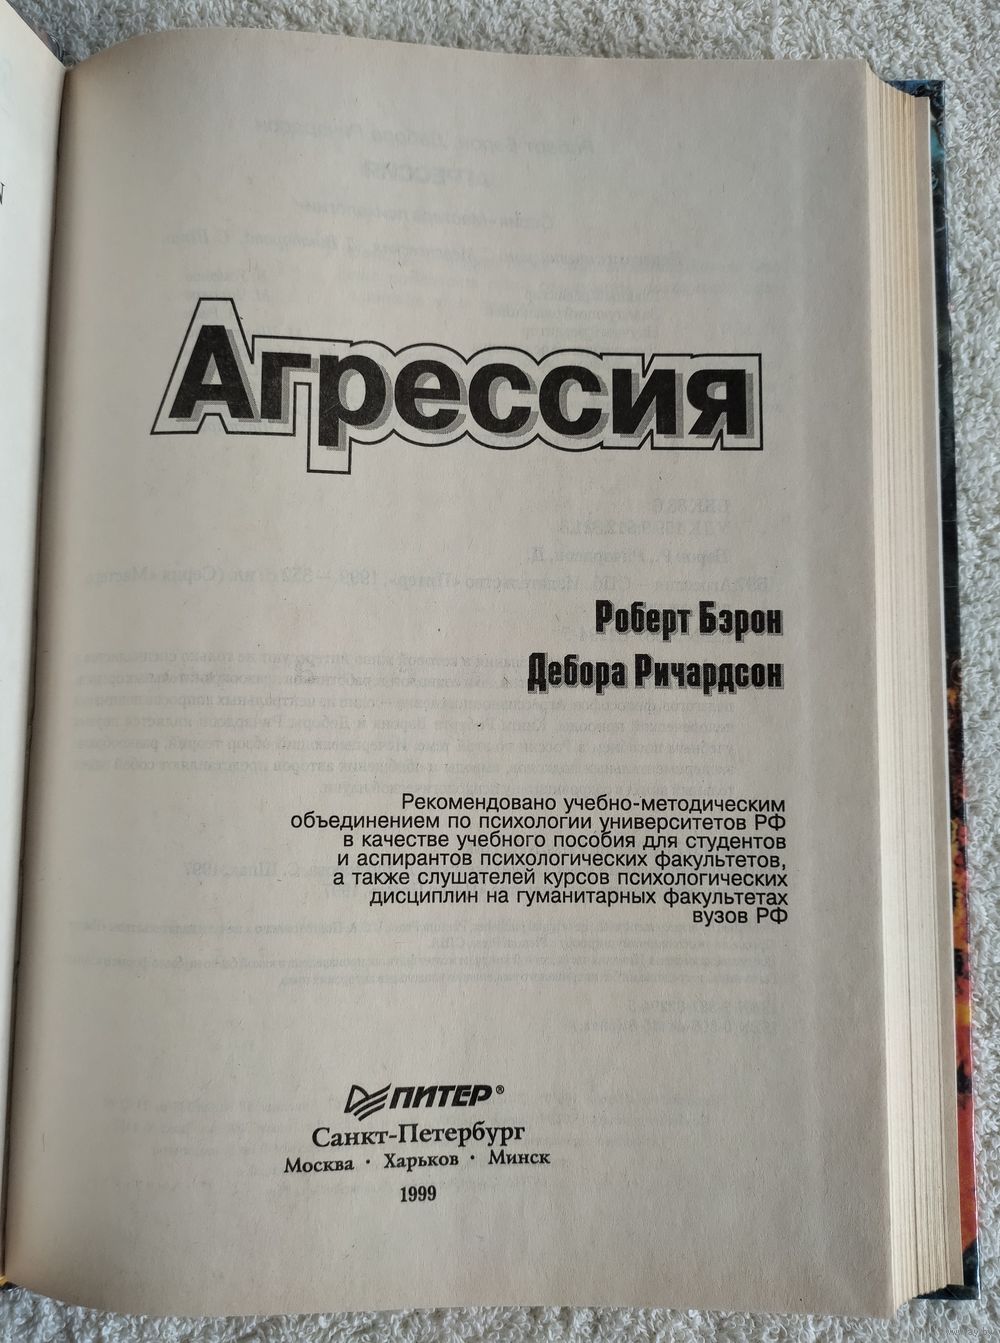 Агрессия
Роберт Бэрон
Дебора Ричардсон
Рекомендовано учебно-методическим
объединением по психологии университетов РФ
в качестве учебного пособия для студентов
и аспирантов психологических факультетов,
а также слушателей курсов психологических
дисциплин на гуманитарных факультетах
вузов РФ
ПИТЕР®
Санкт-Петербург
Москва · Харьков · Минск
1999